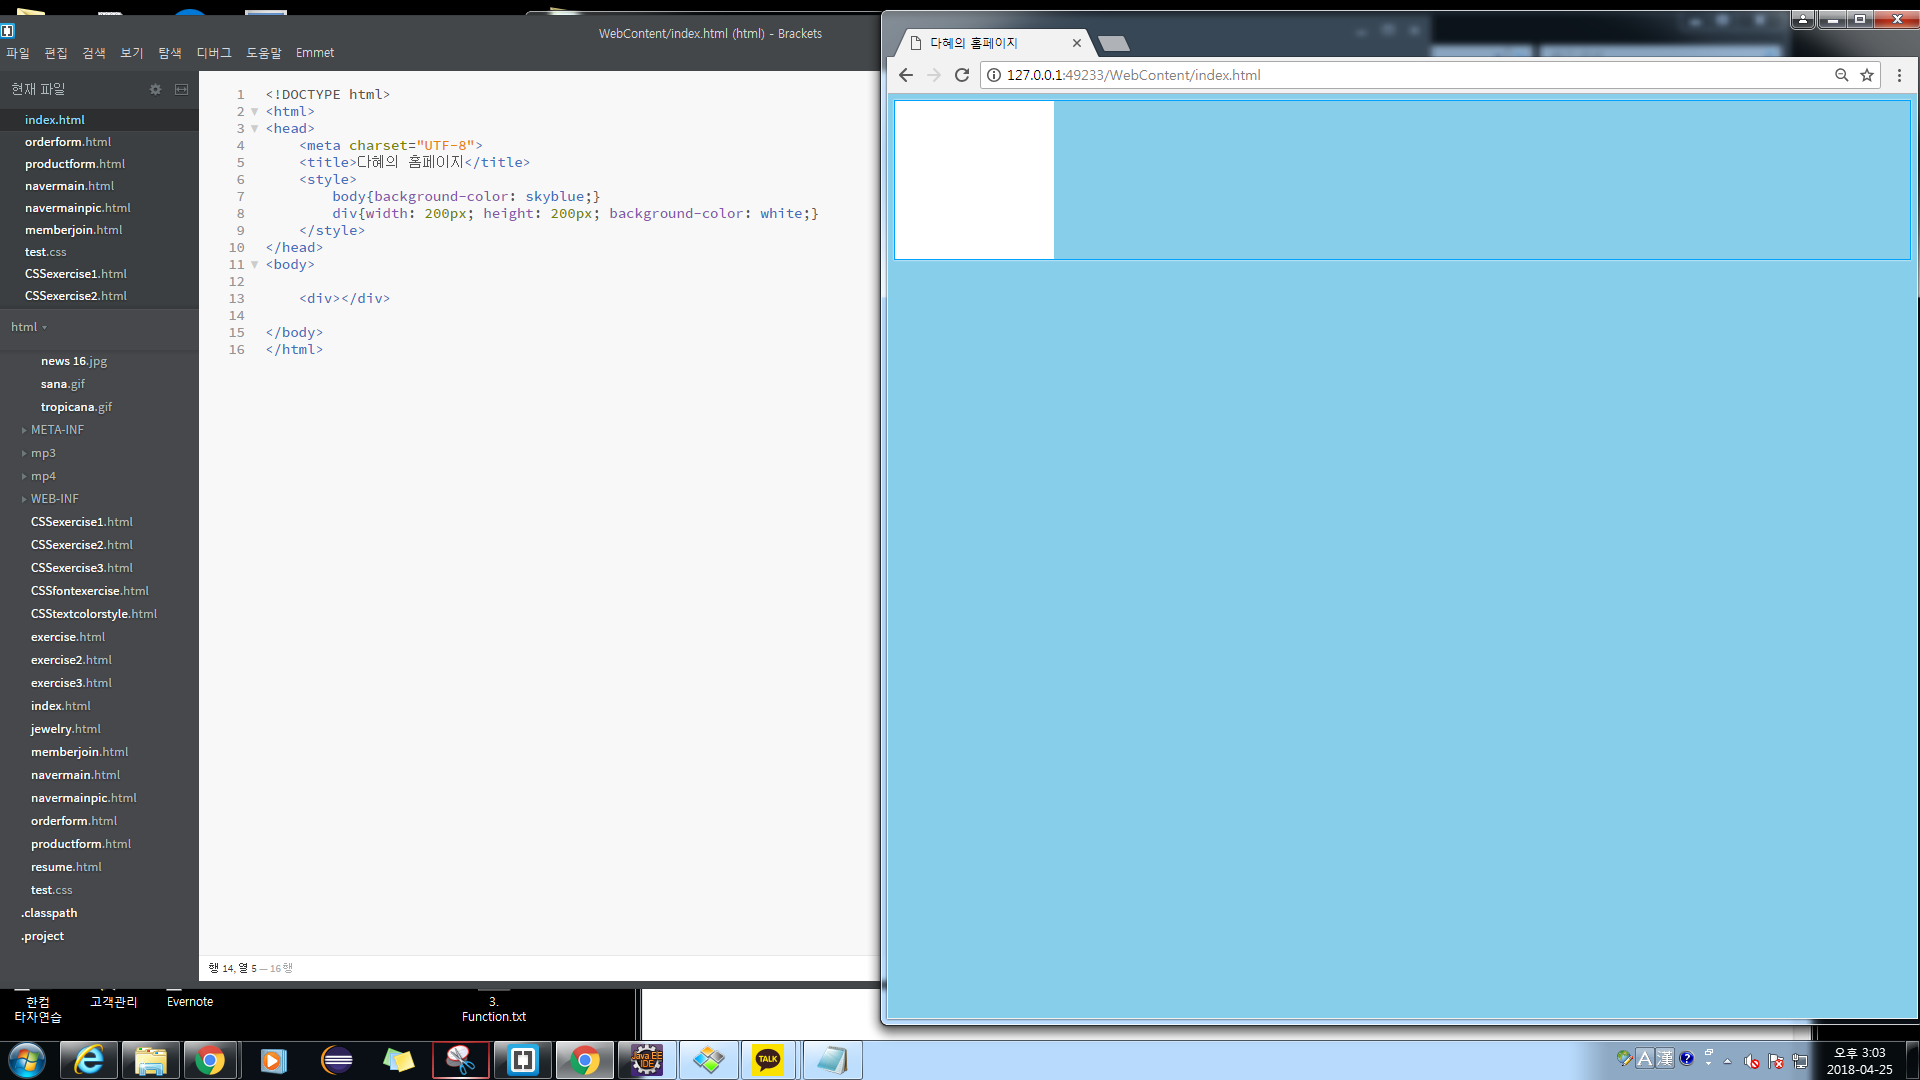 WebContent/index.html (html) - Brackets
파일 편집 검색 보기 탐색 디버그 도움말 Emmet
현재 파일
index.html
orderform.html
productform.html
navermain.html
navermainpic.html
memberjoin.html
test.css
CSSexercise1.html
CSSexercise2.html
html
news 16.jpg
sana.gif
tropicana.gif
META-INF
mp3
mp4
WEB-INF
CSSexercise1.html
CSSexercise2.html
CSSexercise3.html
CSSfontexercise.html
CSStextcolorstyle.html
exercise.html
exercise2.html
exercise3.html
index.html
jewelry.html
memberjoin.html
navermain.html
navermainpic.html
orderform.html
productform.html
resume.html
test.css
.classpath
.project
1 <!DOCTYPE html>
2 <html>
3 <head>
4 <meta charset="UTF-8">
5 <title>다혜의 홈페이지</title>
6 <style>
7 body{background-color: skyblue;}
8 div{width: 200px; height: 200px; background-color: white;}
9 </style>
10 </head>
11 <body>
12
13 <div></div>
14
15 </body>
16 </html>
행 14, 열 5 — 16 행
다혜의 홈페이지
127.0.0.1:49233/WebContent/index.html
한컴
타자연습
고객관리
Evernote
3.
Function.txt
Java EE
IDE
TALK
A 漢
오후 3:03
2018-04-25